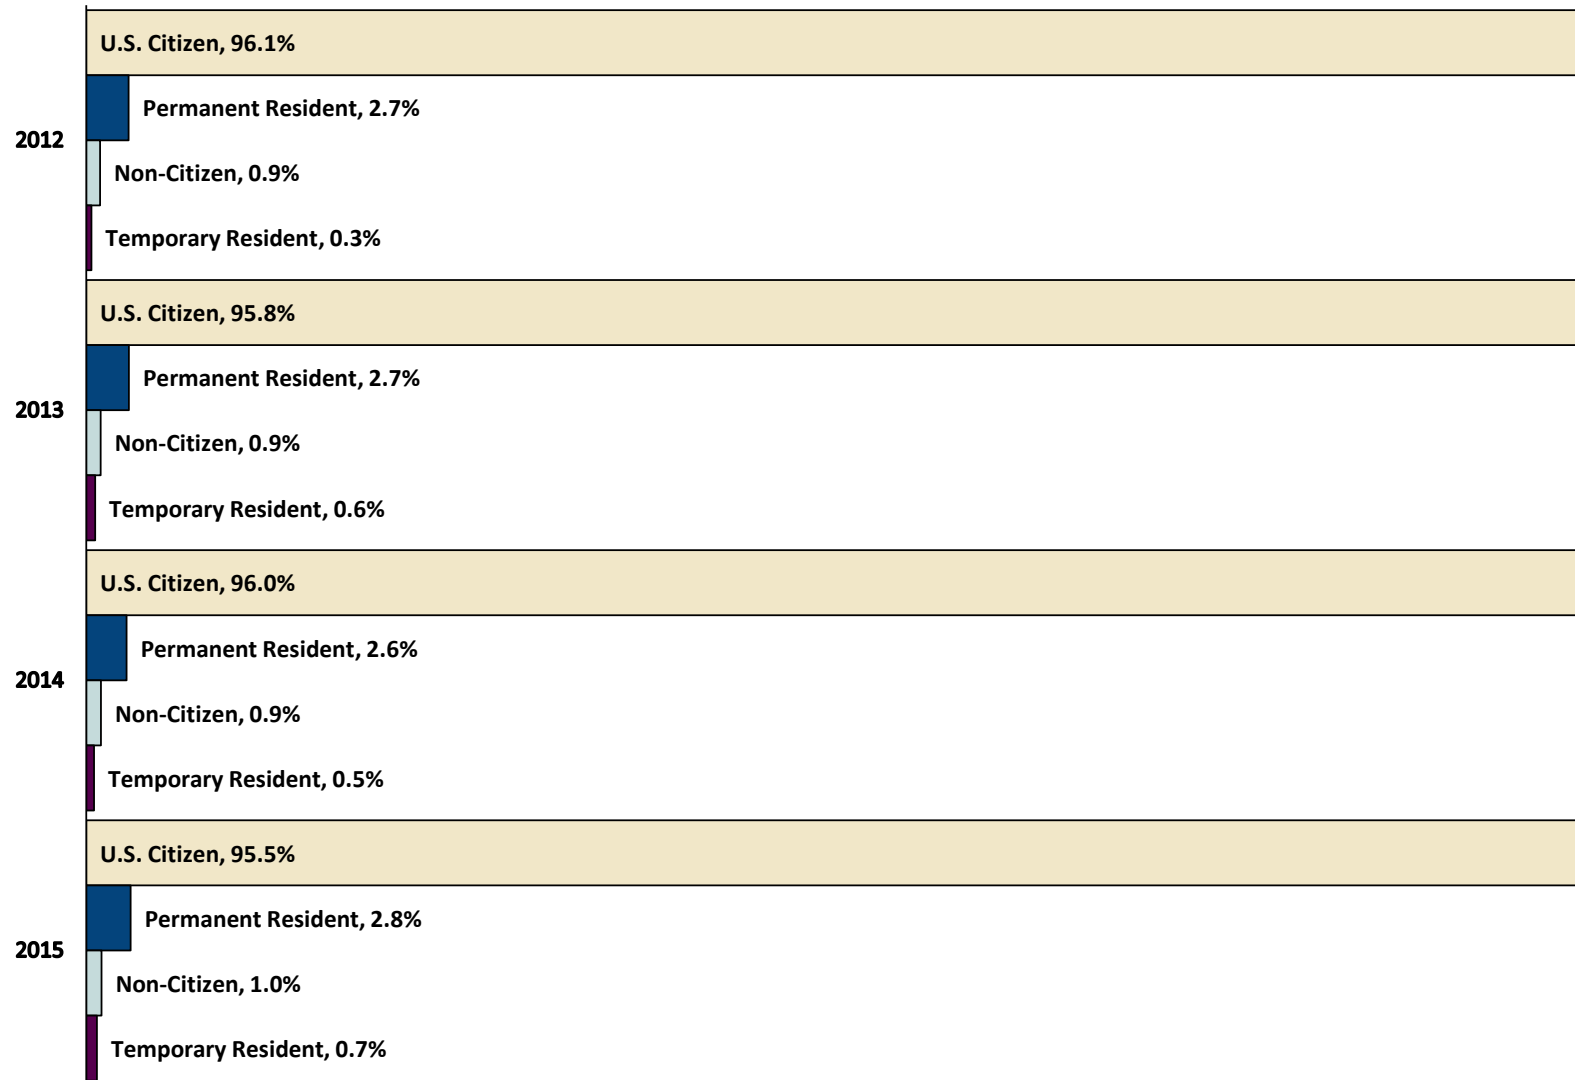 U.S. Citizen, 96.1%
Permanent Resident, 2.7%
2012
Non-Citizen, 0.9%
Temporary Resident, 0.3%
U.S. Citizen, 95.8%
Permanent Resident, 2.7%
2013
Non-Citizen, 0.9%
Temporary Resident, 0.6%
U.S. Citizen, 96.0%
Permanent Resident, 2.6%
2014
Non-Citizen, 0.9%
Temporary Resident, 0.5%
U.S. Citizen, 95.5%
Permanent Resident, 2.8%
2015
Non-Citizen, 1.0%
Temporary Resident, 0.7%